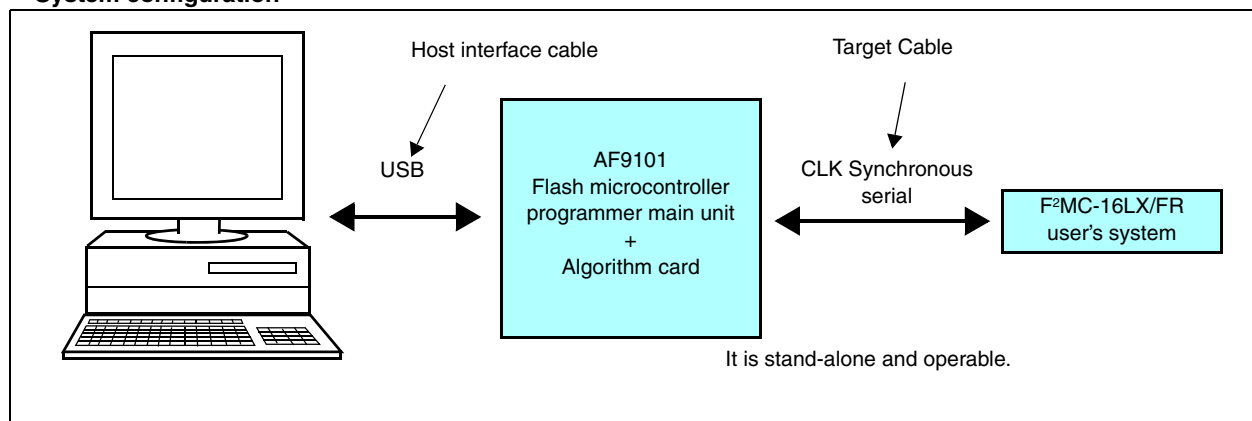 System configuration
Host interface cable
Target Cable
USB
AF9101
Flash microcontroller
programmer main unit
+
Algorithm card
CLK Synchronous
serial
F²MC-16LX/FR
user's system
It is stand-alone and operable.